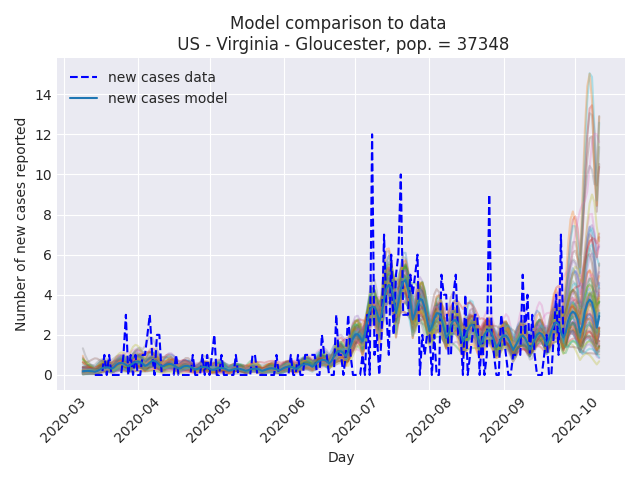 Model comparison to data
US - Virginia - Gloucester, pop. = 37348
new cases data
new cases model
Number of new cases reported
14
12
10
8
6
4
2
0
2020-03
2020-04
2020-05
2020-06
2020-07
2020-08
2020-09
2020-10
Day